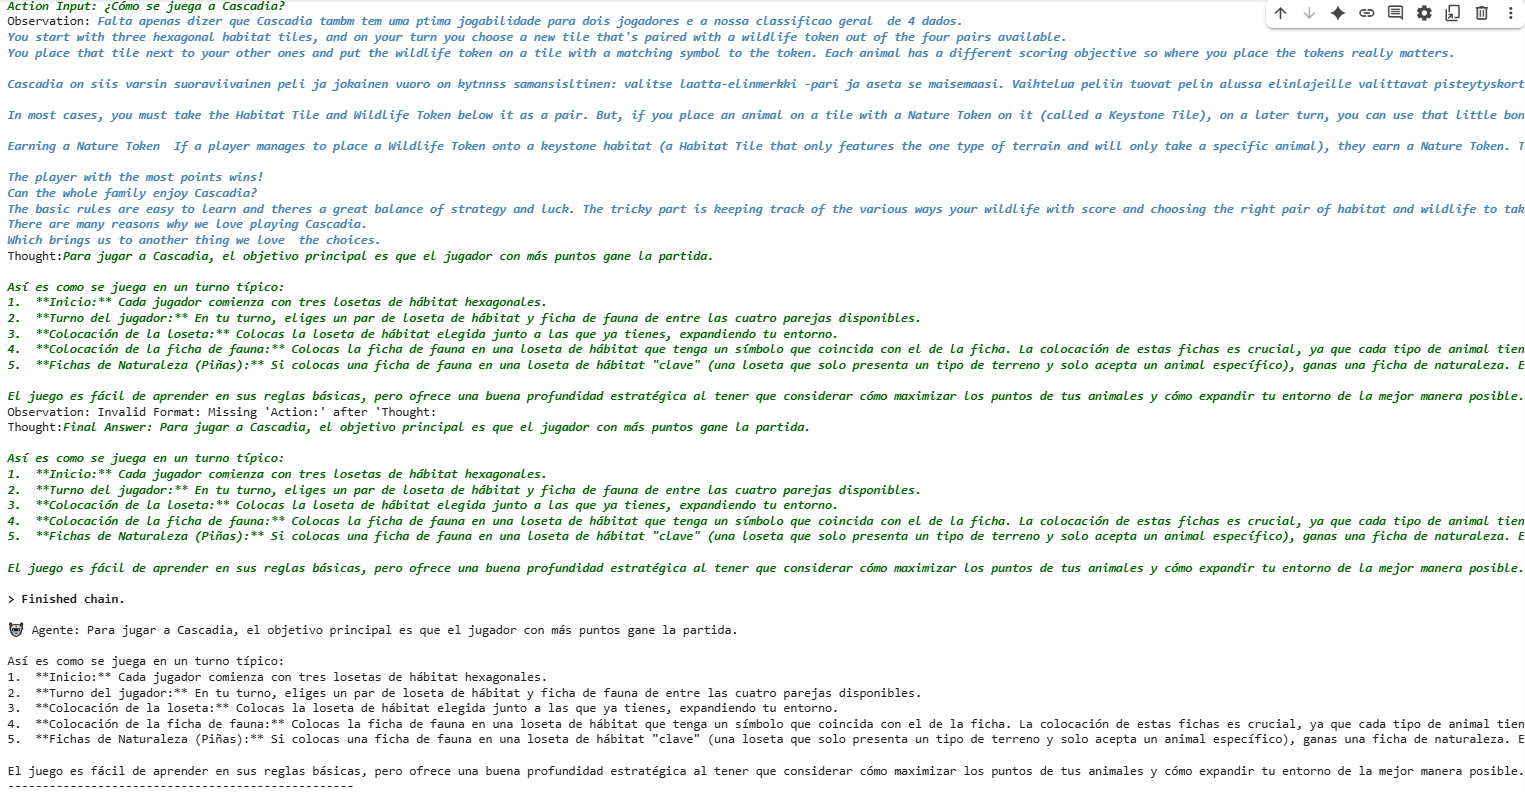 Action Input: ¿Cómo se juega a Cascadia?
Observation: Falta apenas dizer que Cascadia tambm tem uma ptima jogabilidade para dois jogadores e a nossa classificao geral  de 4 dados.
You start with three hexagonal habitat tiles, and on your turn you choose a new tile that's paired with a wildlife token out of the four pairs available.
You place that tile next to your other ones and put the wildlife token on a tile with a matching symbol to the token. Each animal has a different scoring objective so where you place the tokens really matters.
Cascadia on siis varsin suoraviivainen peli ja jokainen vuoro on kytnnss samansisltinen: valitse laatta-elinmerkki -pari ja aseta se maisemaasi. Vaihtelua peliin tuovat pelin alussa elinlajeille valittavat pisteytyskort
In most cases, you must take the Habitat Tile and Wildlife Token below it as a pair. But, if you place an animal on a tile with a Nature Token on it (called a Keystone Tile), on a later turn, you can use that little bon
Earning a Nature Token  If a player manages to place a Wildlife Token onto a keystone habitat (a Habitat Tile that only features the one type of terrain and will only take a specific animal), they earn a Nature Token. T
The player with the most points wins!
Can the whole family enjoy Cascadia?
The basic rules are easy to learn and theres a great balance of strategy and luck. The tricky part is keeping track of the various ways your wildlife with score and choosing the right pair of habitat and wildlife to tak
There are many reasons why we love playing Cascadia.
Which brings us to another thing we love  the choices.
Thought:Para jugar a Cascadia, el objetivo principal es que el jugador con más puntos gane la partida.
Así es como se juega en un turno típico:
1.  **Inicio:** Cada jugador comienza con tres losetas de hábitat hexagonales.
2.  **Turno del jugador:** En tu turno, eliges un par de loseta de hábitat y ficha de fauna de entre las cuatro parejas disponibles.
3.  **Colocación de la loseta:** Colocas la loseta de hábitat elegida junto a las que ya tienes, expandiendo tu entorno.
4.  **Colocación de la ficha de fauna:** Colocas la ficha de fauna en una loseta de hábitat que tenga un símbolo que coincida con el de la ficha. La colocación de estas fichas es crucial, ya que cada tipo de animal tien
5.  **Fichas de Naturaleza (Piñas):** Si colocas una ficha de fauna en una loseta de hábitat "clave" (una loseta que solo presenta un tipo de terreno y solo acepta un animal específico), ganas una ficha de naturaleza. E
El juego es fácil de aprender en sus reglas básicas, pero ofrece una buena profundidad estratégica al tener que considerar cómo maximizar los puntos de tus animales y cómo expandir tu entorno de la mejor manera posible.
Observation: Invalid Format: Missing 'Action:' after 'Thought:
Thought:Final Answer: Para jugar a Cascadia, el objetivo principal es que el jugador con más puntos gane la partida.
Así es como se juega en un turno típico:
1.  **Inicio:** Cada jugador comienza con tres losetas de hábitat hexagonales.
2.  **Turno del jugador:** En tu turno, eliges un par de loseta de hábitat y ficha de fauna de entre las cuatro parejas disponibles.
3.  **Colocación de la loseta:** Colocas la loseta de hábitat elegida junto a las que ya tienes, expandiendo tu entorno.
4.  **Colocación de la ficha de fauna:** Colocas la ficha de fauna en una loseta de hábitat que tenga un símbolo que coincida con el de la ficha. La colocación de estas fichas es crucial, ya que cada tipo de animal tien
5.  **Fichas de Naturaleza (Piñas):** Si colocas una ficha de fauna en una loseta de hábitat "clave" (una loseta que solo presenta un tipo de terreno y solo acepta un animal específico), ganas una ficha de naturaleza. E
El juego es fácil de aprender en sus reglas básicas, pero ofrece una buena profundidad estratégica al tener que considerar cómo maximizar los puntos de tus animales y cómo expandir tu entorno de la mejor manera posible.
> Finished chain.
Agente: Para jugar a Cascadia, el objetivo principal es que el jugador con más puntos gane la partida.
Así es como se juega en un turno típico:
1.  **Inicio:** Cada jugador comienza con tres losetas de hábitat hexagonales.
2.  **Turno del jugador:** En tu turno, eliges un par de loseta de hábitat y ficha de fauna de entre las cuatro parejas disponibles.
3.  **Colocación de la loseta:** Colocas la loseta de hábitat elegida junto a las que ya tienes, expandiendo tu entorno.
4.  **Colocación de la ficha de fauna:** Colocas la ficha de fauna en una loseta de hábitat que tenga un símbolo que coincida con el de la ficha. La colocación de estas fichas es crucial, ya que cada tipo de animal tien
5.  **Fichas de Naturaleza (Piñas):** Si colocas una ficha de fauna en una loseta de hábitat "clave" (una loseta que solo presenta un tipo de terreno y solo acepta un animal específico), ganas una ficha de naturaleza. E
El juego es fácil de aprender en sus reglas básicas, pero ofrece una buena profundidad estratégica al tener que considerar cómo maximizar los puntos de tus animales y cómo expandir tu entorno de la mejor manera posible.
--------------------------------------------------